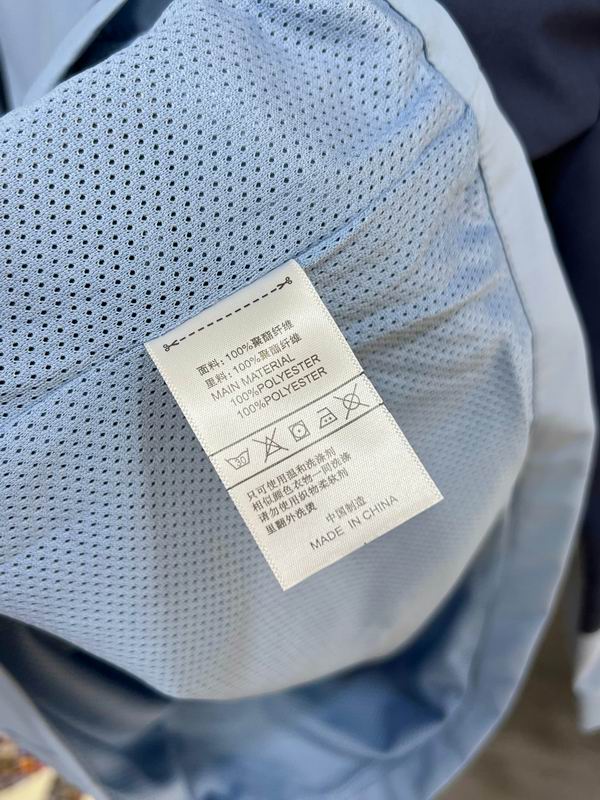 面料: 100%聚酯纤维
里料: 100%聚酯纤维
MAIN MATERIAL
100%POLYESTER
100%POLYESTER
30
只可使用温和洗涤剂
相似颜色衣物一同洗涤
请勿使用织物柔软剂
里翻外洗烫
中国制造
MADE IN CHINA